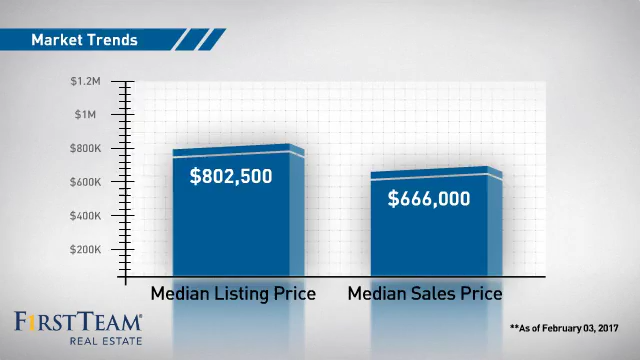 Market Trends
$1.2M
$1M
$800K
$600K
$400K
$200K
$802,500
$666,000
Median Listing Price
Median Sales Price
FIRSTTEAM®
REAL ESTATE
**As of February 03, 2017